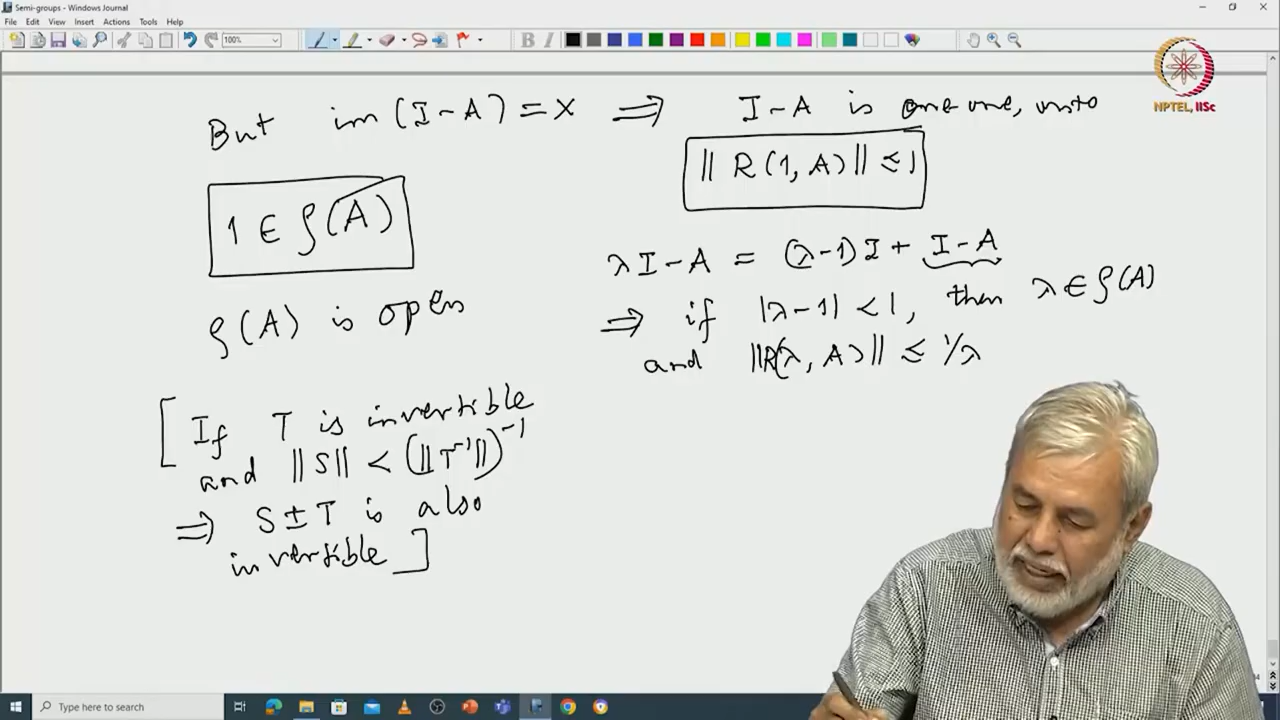 Semi-groups - Windows Journal
File Edit View Insert Actions Tools Help
100%
B I
NPTEL, IISc
But im (I-A) = X ⟹ I-A is one one, onto
|| R(1, A) || ≤ 1
1 ∈ ρ(A)
λI-A = (λ-1)I + I-A
ρ(A) is open
⟹ if |λ-1| < 1, then λ ∈ ρ(A)
and ||R(λ, A)|| ≤ 1/λ
[ If T is invertible
and || S || < (|| T⁻¹ ||)⁻¹
⟹ S ± T is also
invertible ]
Type here to search